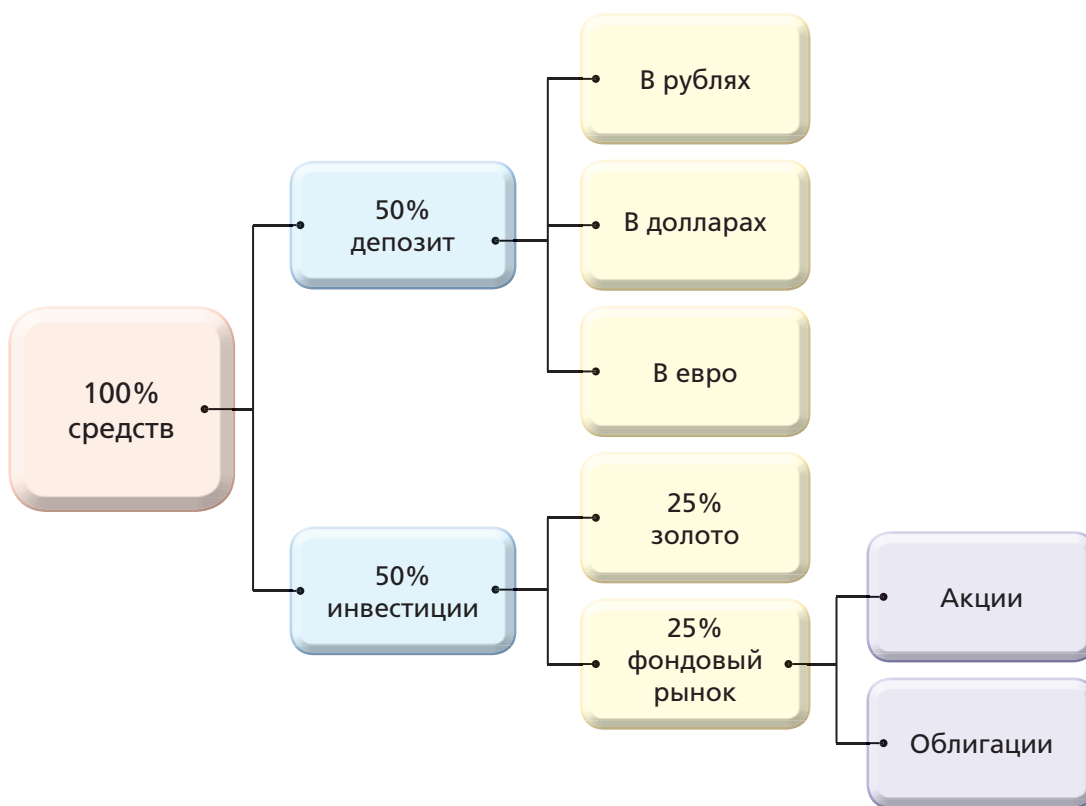 100%
средств
50%
депозит
В рублях
В долларах
В евро
50%
инвестиции
25%
золото
25%
фондовый
рынок
Акции
Облигации